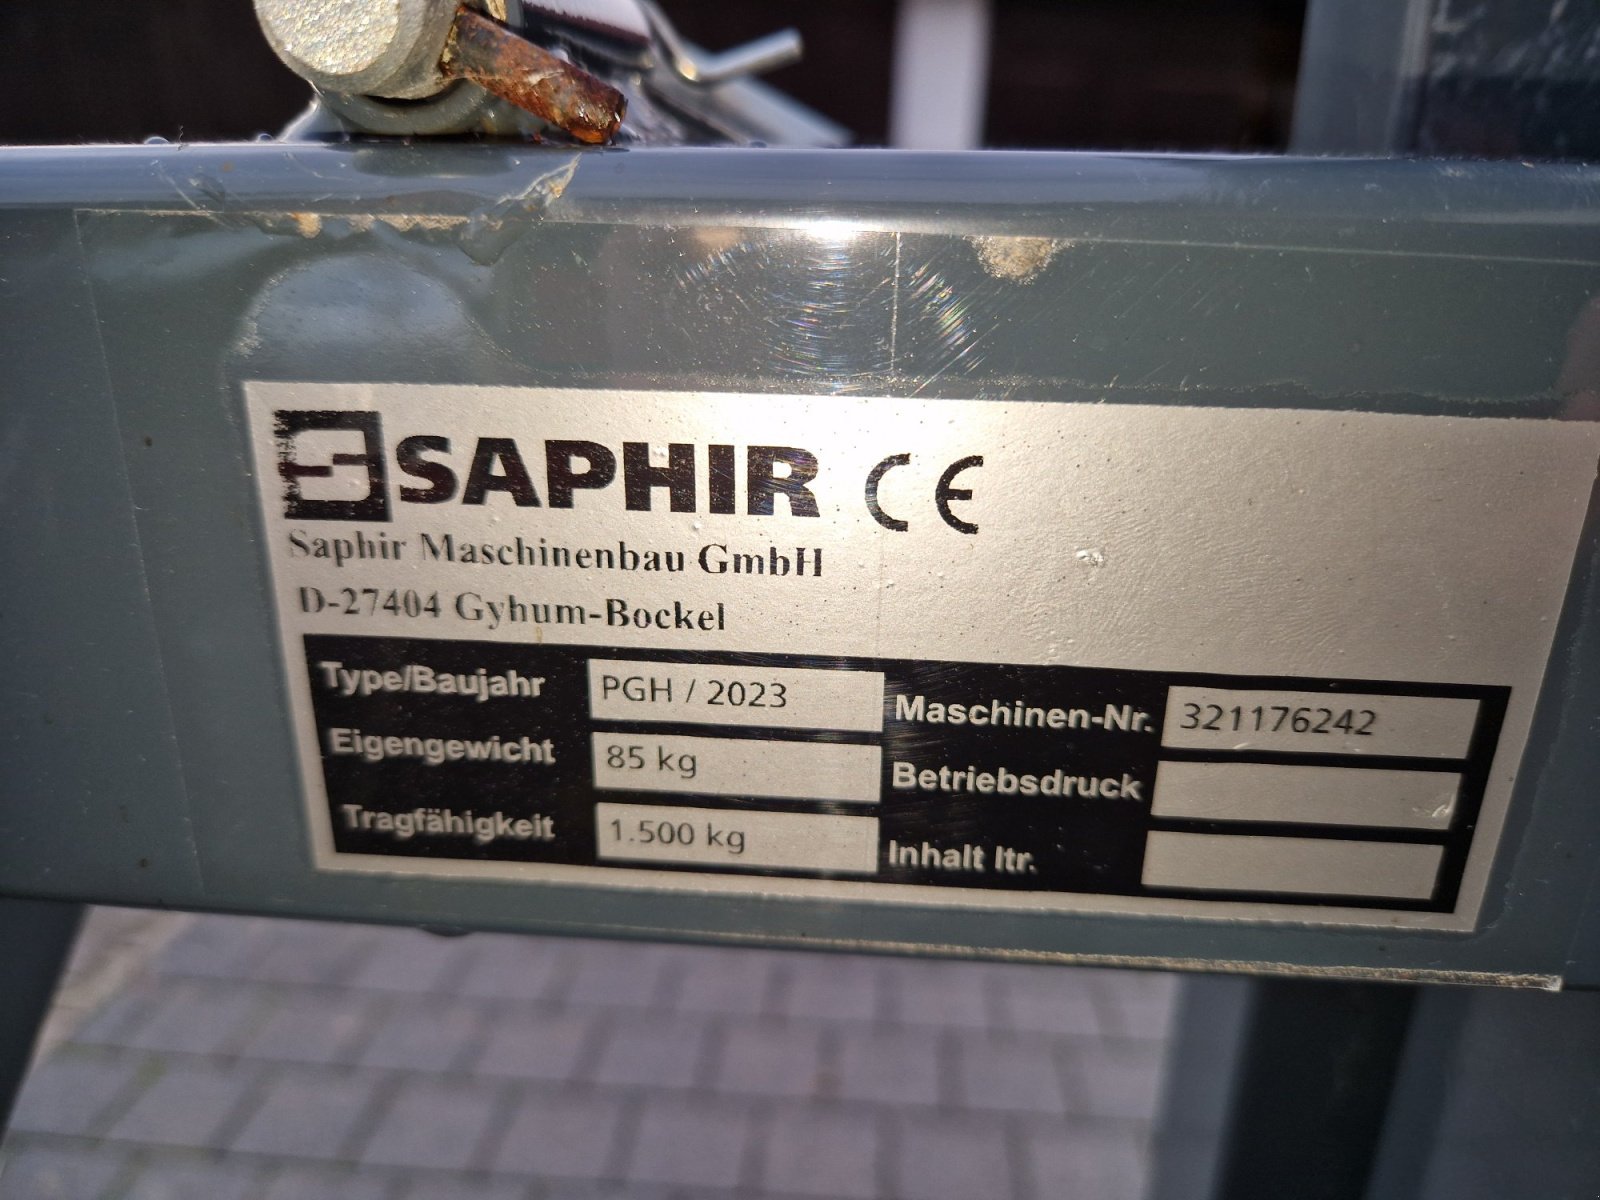 SAPHIR CE
Saphir Maschinenbau GmbH
D-27404 Gyhum-Bockel
Type/Baujahr PGH / 2023 Maschinen-Nr. 321176242
Eigengewicht 85 kg Betriebsdruck
Tragfähigkeit 1.500 kg Inhalt ltr.